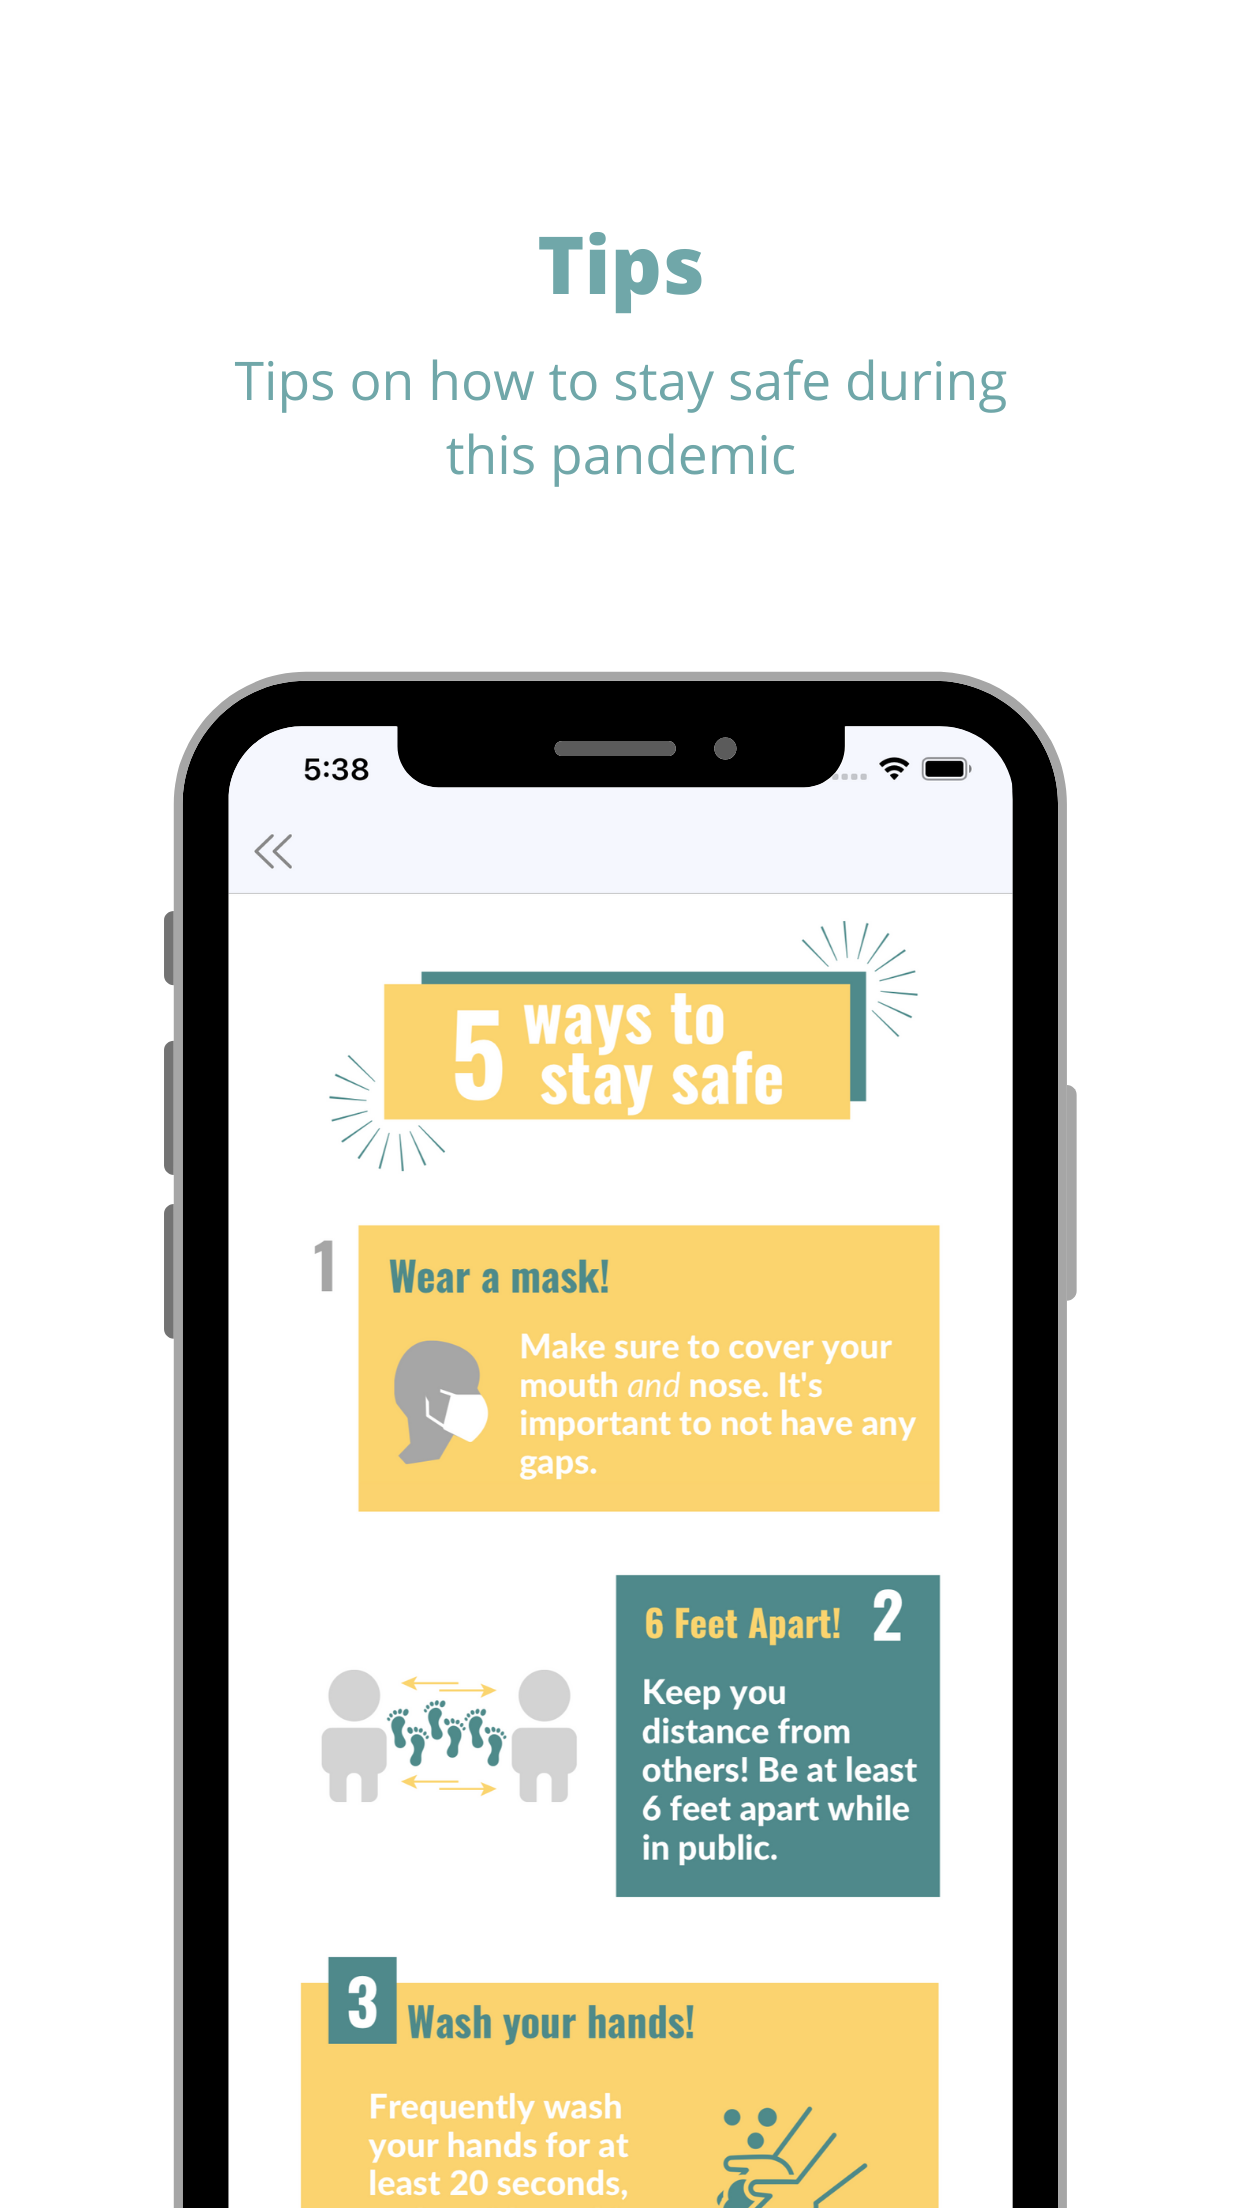 Tips
Tips on how to stay safe during
this pandemic
5:38
5 ways to
stay safe
1
Wear a mask!
Make sure to cover your
mouth and nose. It's
important to not have any
gaps.
6 Feet Apart! 2
Keep you
distance from
others! Be at least
6 feet apart while
in public.
3
Wash your hands!
Frequently wash
your hands for at
least 20 seconds,